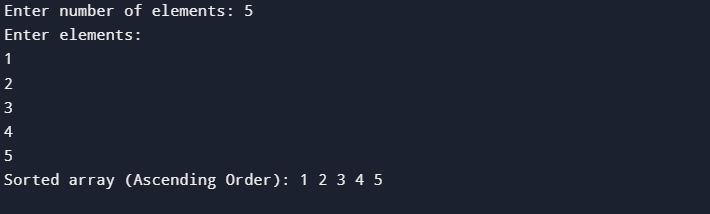 Enter number of elements: 5
Enter elements:
1
2
3
4
5
Sorted array (Ascending Order): 1 2 3 4 5